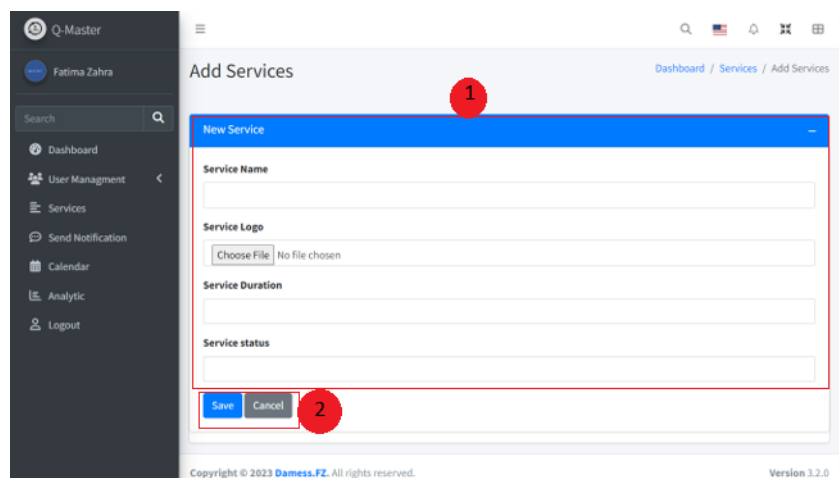 Q-Master
Fatima Zahra
Search
Dashboard
User Managment
Services
Send Notification
Calendar
Analytic
Logout
Add Services
Dashboard / Services / Add Services
1
New Service
Service Name
Service Logo
Choose File No file chosen
Service Duration
Service status
Save Cancel
2
Copyright © 2023 Damess.FZ. All rights reserved.
Version 3.2.0